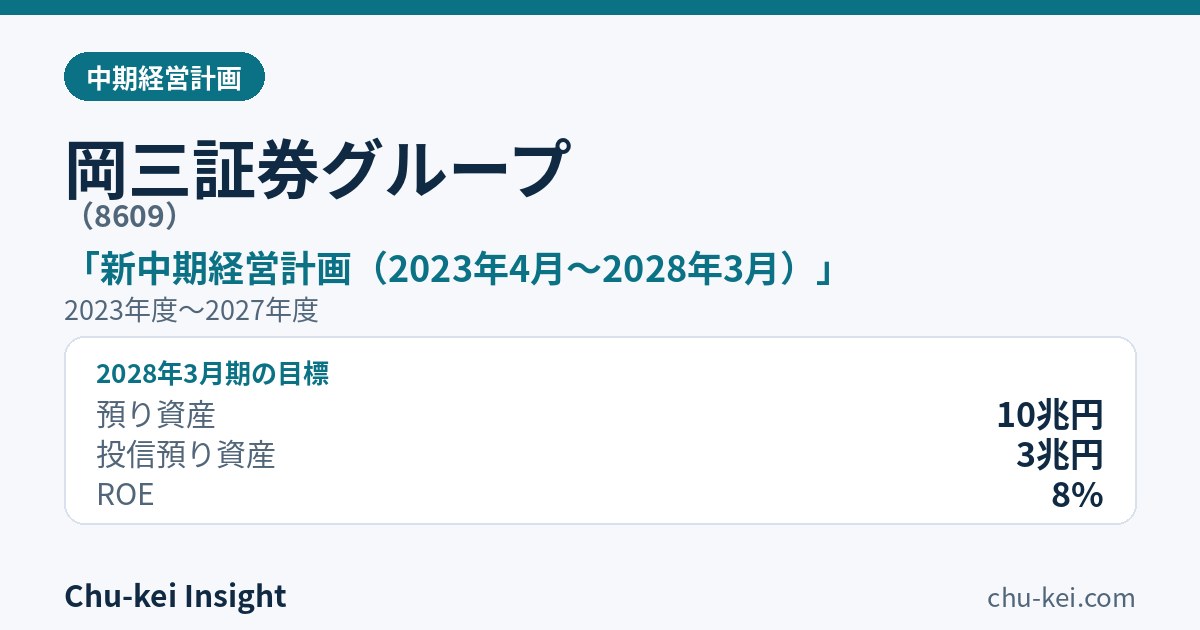 中期経営計画
岡三証券グループ
（8609）
「新中期経営計画（2023年4月～2028年3月）」
2023年度～2027年度
2028年3月期の目標
預り資産 10兆円
投信預り資産 3兆円
ROE 8%
Chu-kei Insight chu-kei.com